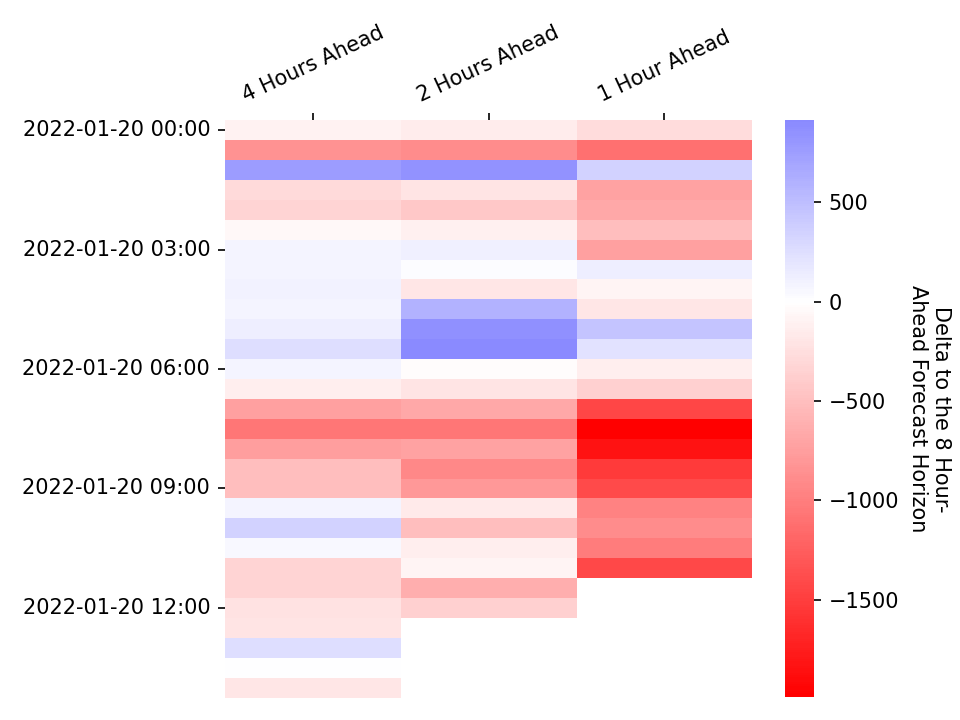 4 Hours Ahead
2 Hours Ahead
1 Hour Ahead
2022-01-20 00:00
2022-01-20 03:00
2022-01-20 06:00
2022-01-20 09:00
2022-01-20 12:00
500
0
−500
−1000
−1500
Delta to the 8 Hour-
Ahead Forecast Horizon